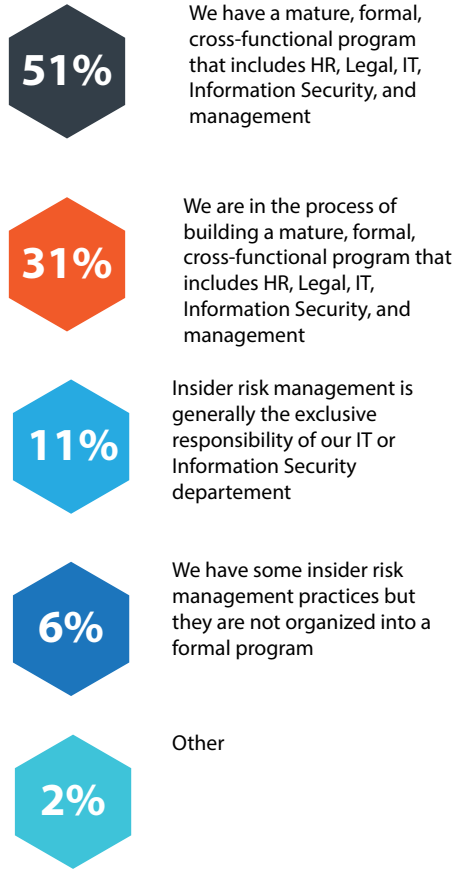 51%
We have a mature, formal,
cross-functional program
that includes HR, Legal, IT,
Information Security, and
management
31%
We are in the process of
building a mature, formal,
cross-functional program that
includes HR, Legal, IT,
Information Security, and
management
11%
Insider risk management is
generally the exclusive
responsibility of our IT or
Information Security
departement
6%
We have some insider risk
management practices but
they are not organized into a
formal program
2%
Other